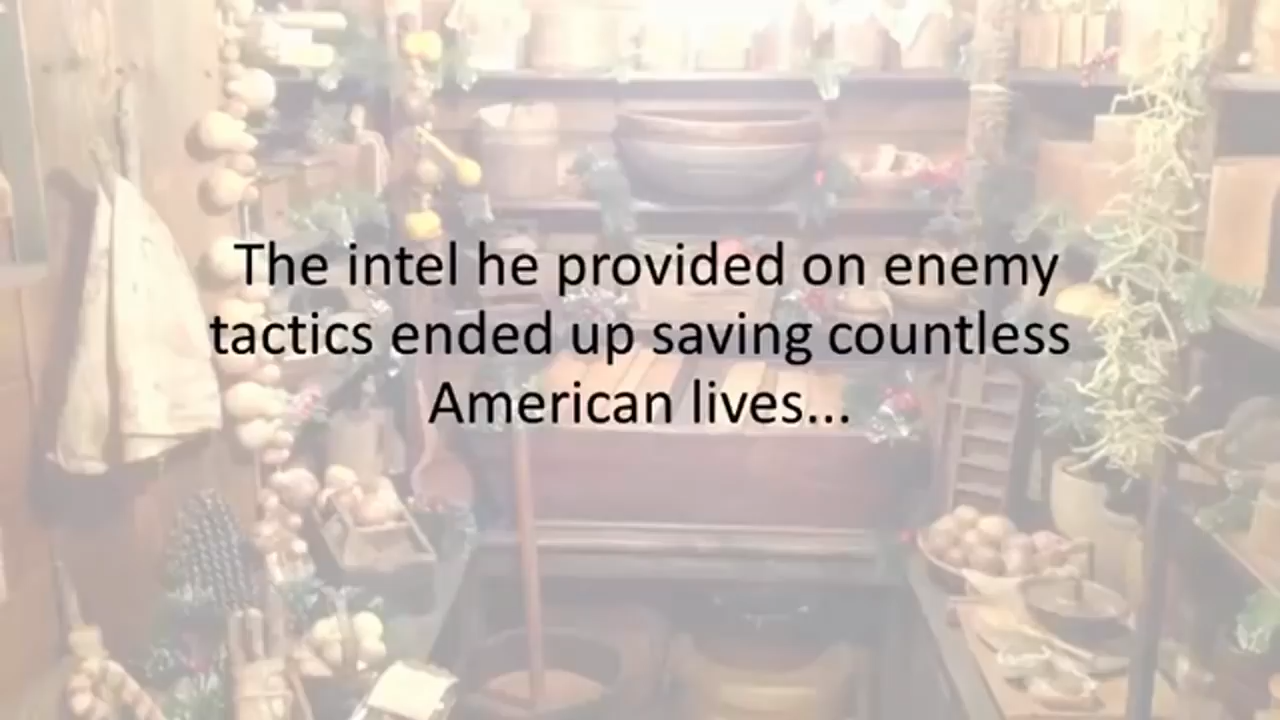 The intel he provided on enemy
tactics ended up saving countless
American lives...